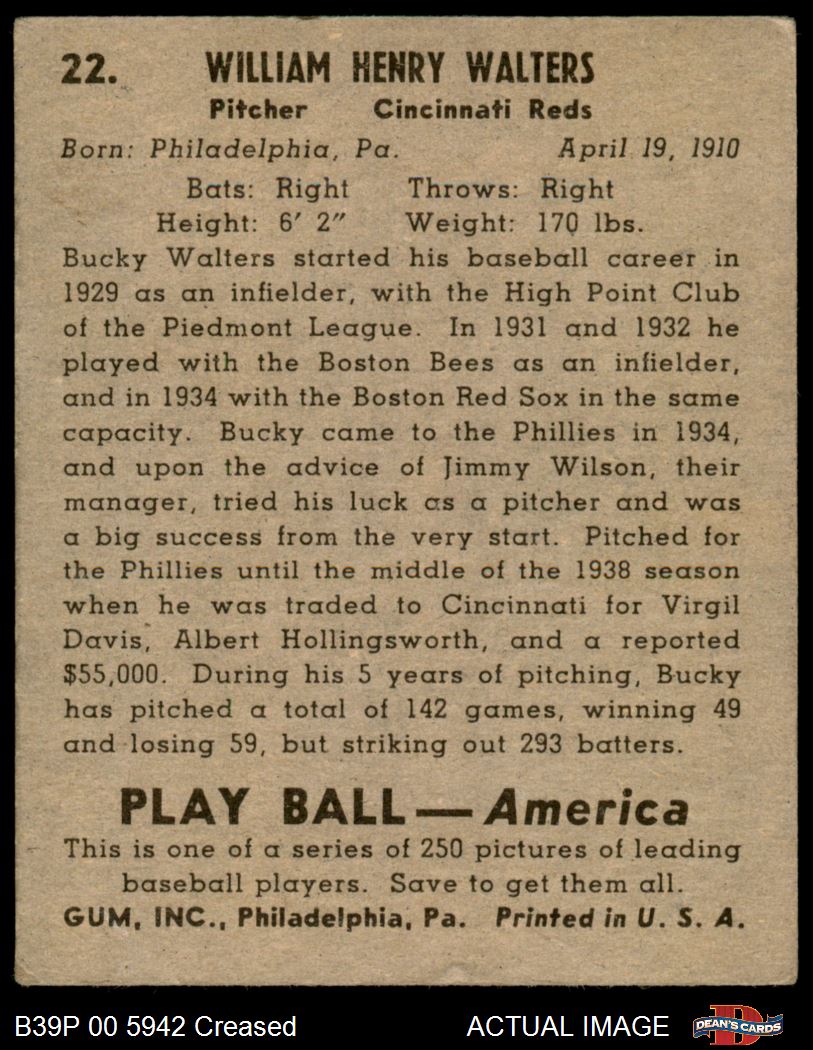 22. WILLIAM HENRY WALTERS
Pitcher Cincinnati Reds
Born: Philadelphia, Pa. April 19, 1910
Bats: Right Throws: Right
Height: 6′ 2″ Weight: 170 lbs.
Bucky Walters started his baseball career in
1929 as an infielder, with the High Point Club
of the Piedmont League. In 1931 and 1932 he
played with the Boston Bees as an infielder,
and in 1934 with the Boston Red Sox in the same
capacity. Bucky came to the Phillies in 1934,
and upon the advice of Jimmy Wilson, their
manager, tried his luck as a pitcher and was
a big success from the very start. Pitched for
the Phillies until the middle of the 1938 season
when he was traded to Cincinnati for Virgil
Davis, Albert Hollingsworth, and a reported
$55,000. During his 5 years of pitching, Bucky
has pitched a total of 142 games, winning 49
and losing 59, but striking out 293 batters.
PLAY BALL — America
This is one of a series of 250 pictures of leading
baseball players. Save to get them all.
GUM, INC., Philadelphia, Pa. Printed in U. S. A.
B39P 00 5942 Creased ACTUAL IMAGE DEAN'S CARDS